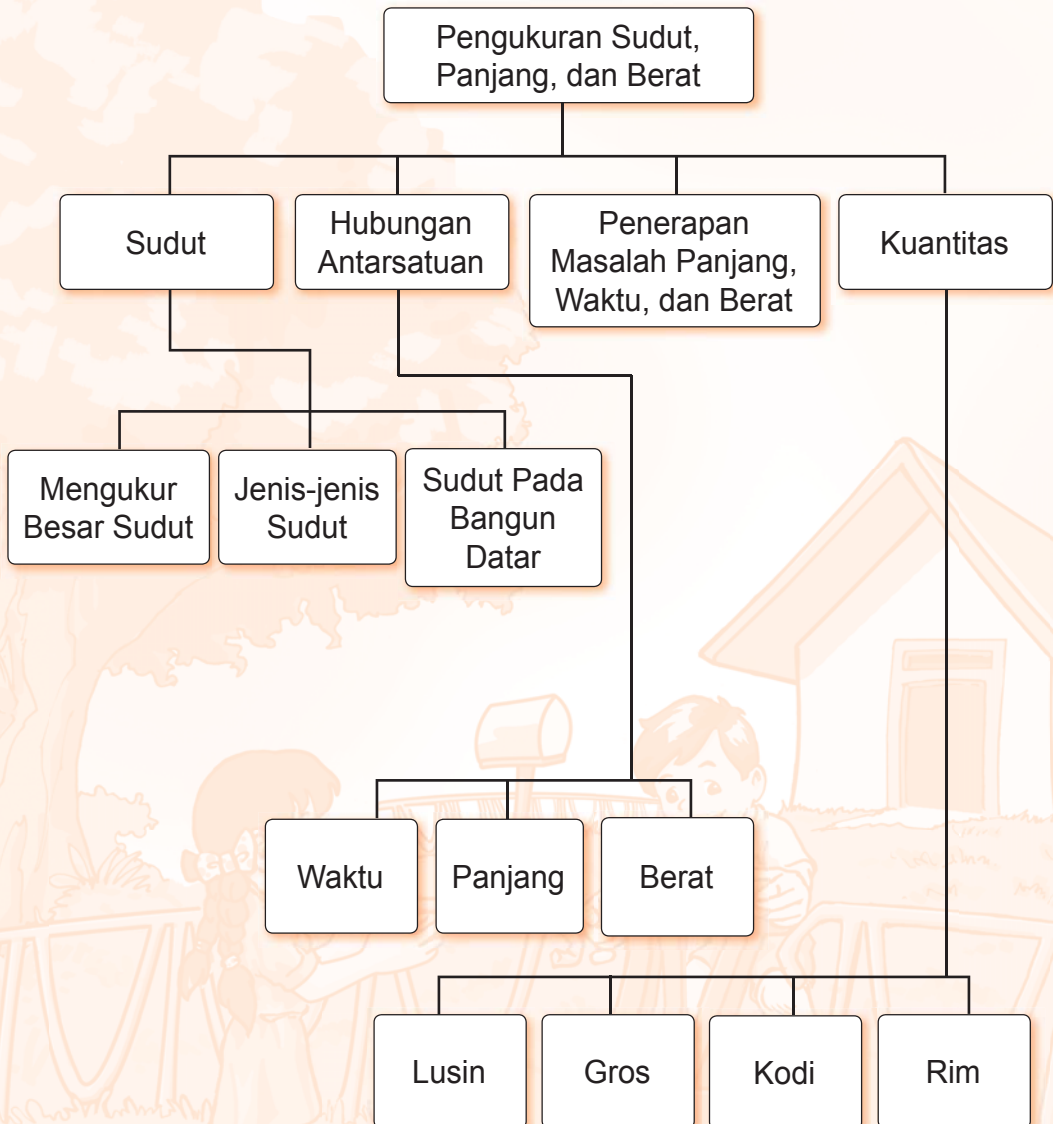 Pengukuran Sudut,
Panjang, dan Berat
Sudut
Hubungan
Antarsatuan
Penerapan
Masalah Panjang,
Waktu, dan Berat
Kuantitas
Mengukur
Besar Sudut
Jenis-jenis
Sudut
Sudut Pada
Bangun
Datar
Waktu
Panjang
Berat
Lusin
Gros
Kodi
Rim